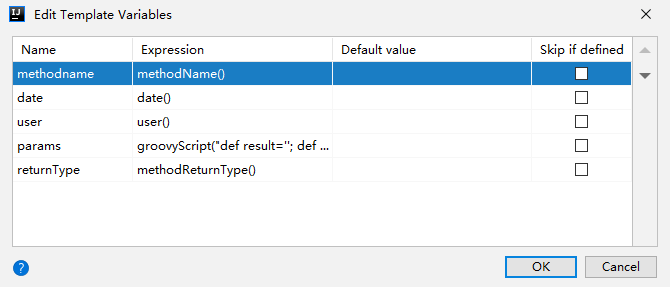 IJ Edit Template Variables
Name Expression Default value Skip if defined
methodname methodName()
date date()
user user()
params groovyScript("def result=''; def ...
returnType methodReturnType()
? OK Cancel